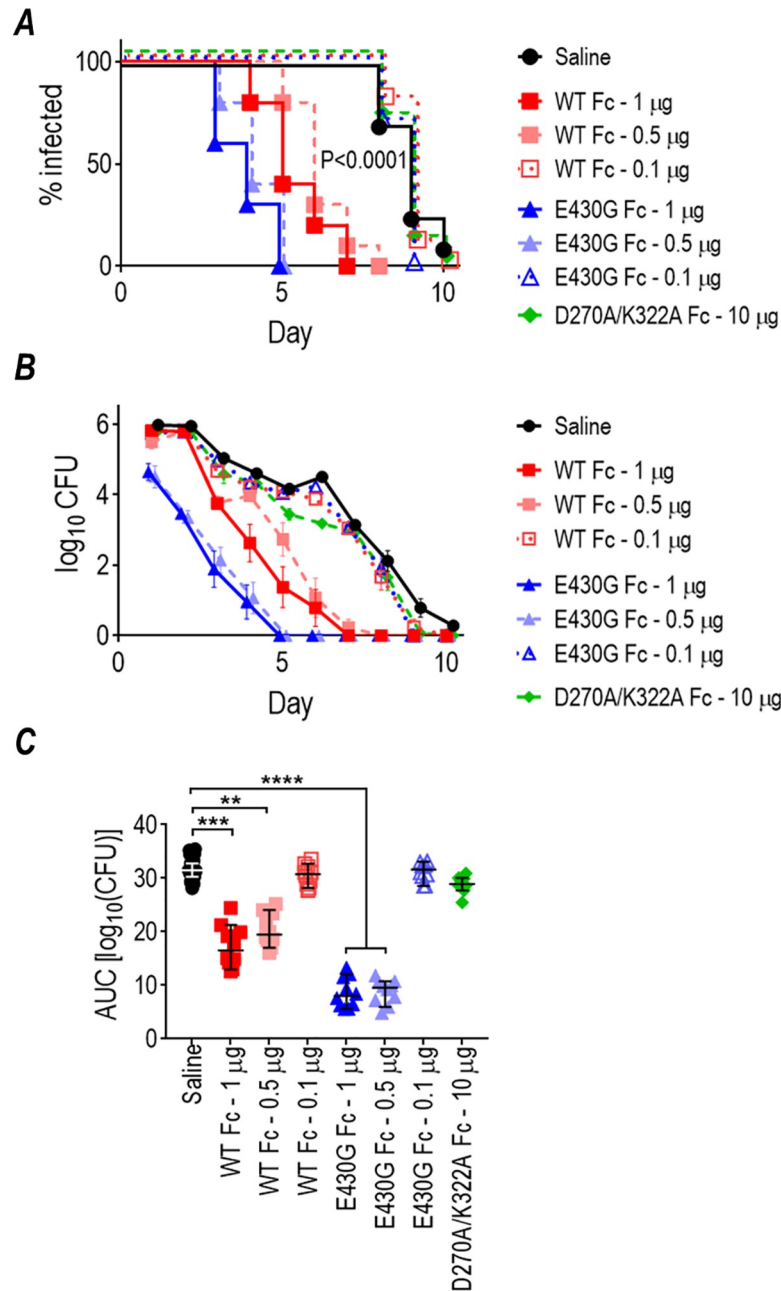 A
% infected
100
50
0
P<0.0001
0
5
10
Day
Saline
WT Fc - 1 μg
WT Fc - 0.5 μg
WT Fc - 0.1 μg
E430G Fc - 1 μg
E430G Fc - 0.5 μg
E430G Fc - 0.1 μg
D270A/K322A Fc - 10 μg
B
log10 CFU
6
4
2
0
0
5
10
Day
Saline
WT Fc - 1 μg
WT Fc - 0.5 μg
WT Fc - 0.1 μg
E430G Fc - 1 μg
E430G Fc - 0.5 μg
E430G Fc - 0.1 μg
D270A/K322A Fc - 10 μg
C
****
**
***
AUC [log10(CFU)]
40
30
20
10
0
Saline
WT Fc - 1 μg
WT Fc - 0.5 μg
WT Fc - 0.1 μg
E430G Fc - 1 μg
E430G Fc - 0.5 μg
E430G Fc - 0.1 μg
D270A/K322A Fc - 10 μg